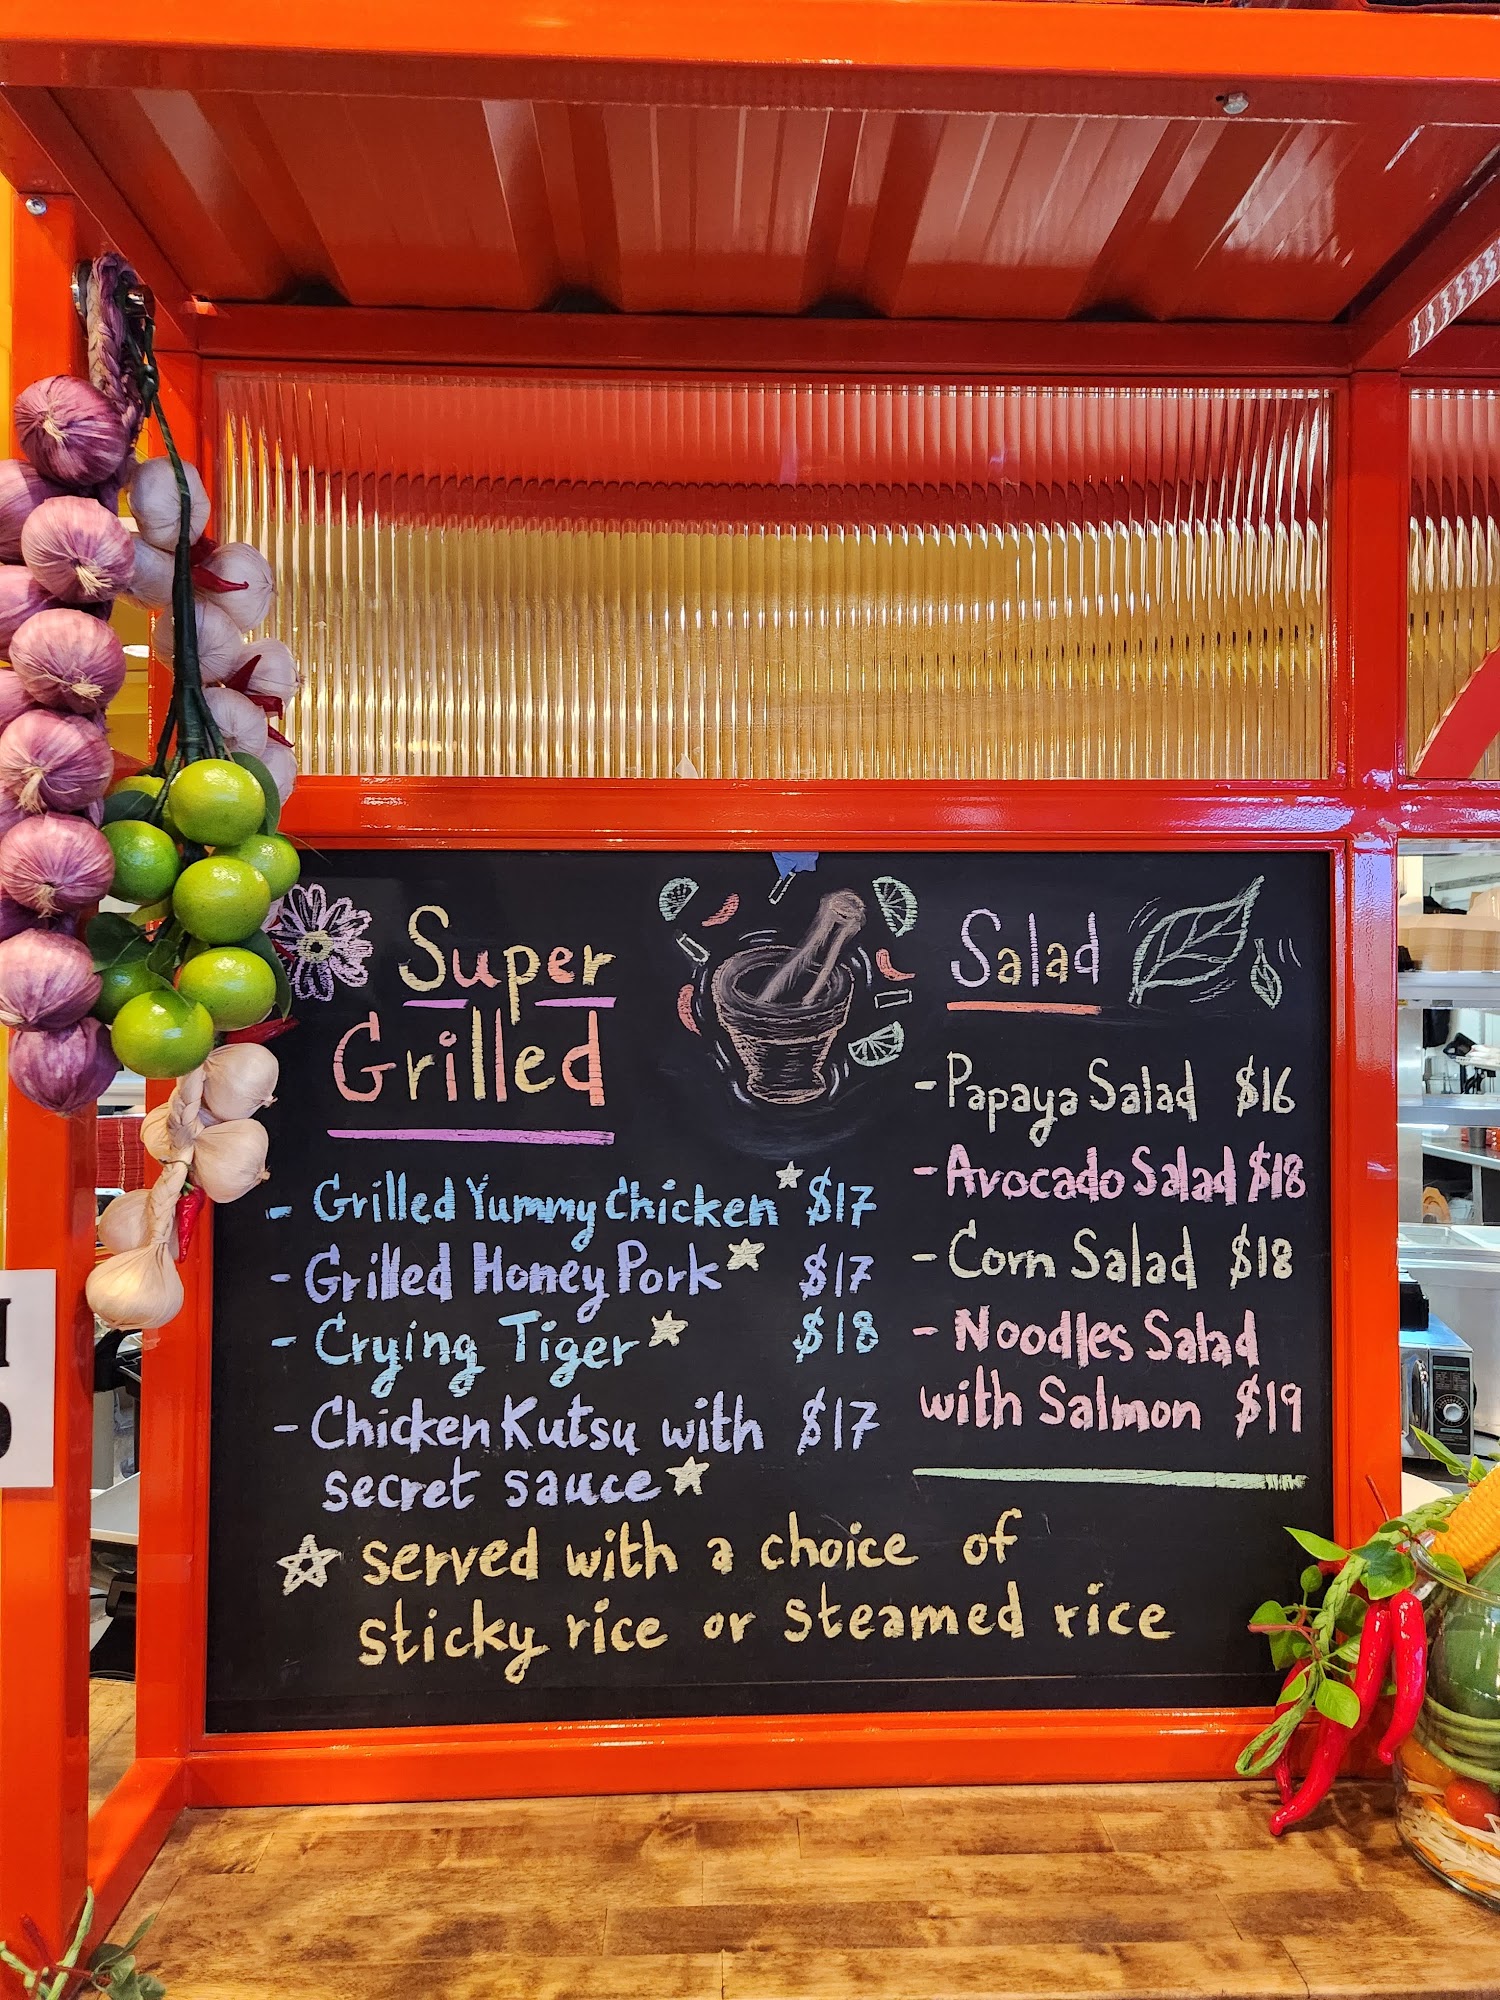 Super
Grilled
- Grilled Yummy Chicken $17
- Grilled Honey Pork $17
- Crying Tiger $18
- Chicken Kutsu with $17
secret sauce
Salad
- Papaya Salad $16
- Avocado Salad $18
- Corn Salad $18
- Noodles Salad
with Salmon $19
served with a choice of
sticky rice or steamed rice